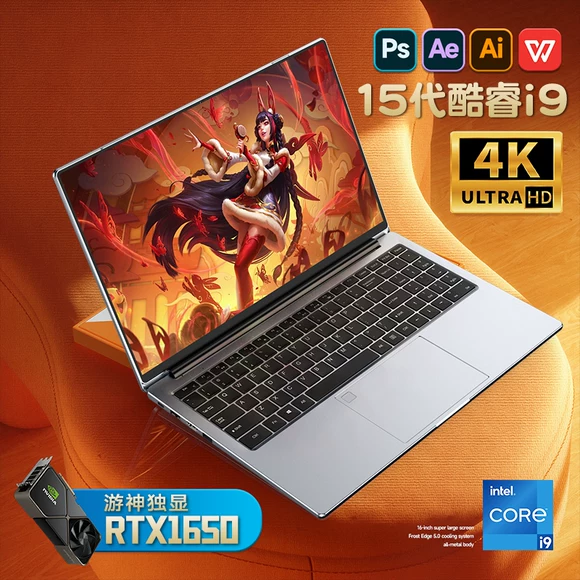 Ps Ae Ai W
15代酷睿i9
4K
ULTRA HD
NVIDIA
游神独显
RTX1650
16-inch super large screen
Frost Edge 5.0 cooling system
all-metal body
intel
CORE
i9